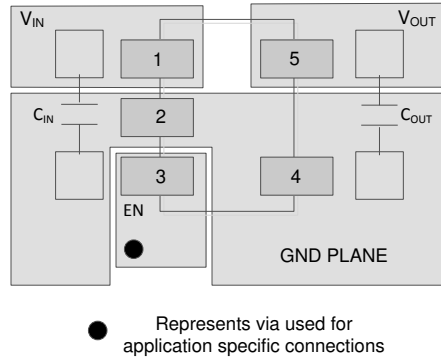 VIN
VOUT
1
5
CIN
2
COUT
3
4
EN
GND PLANE
Represents via used for
application specific connections